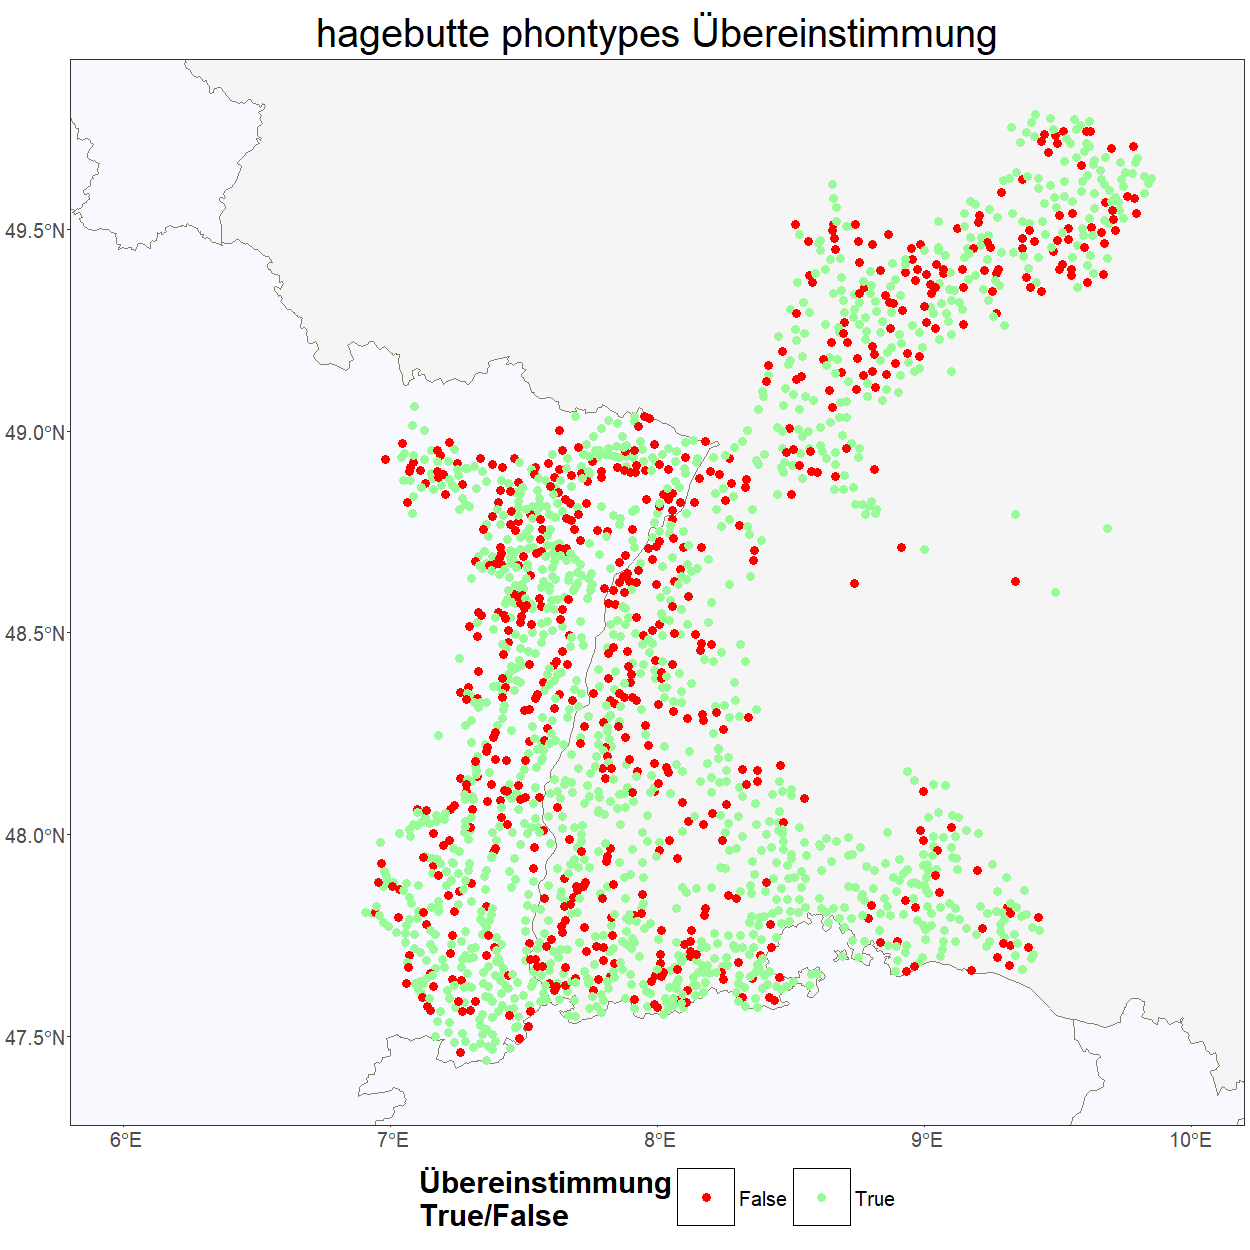 hagebutte phontypes Übereinstimmung
49.5°N
49.0°N
48.5°N
48.0°N
47.5°N
6°E 7°E 8°E 9°E 10°E
Übereinstimmung
True/False
False True